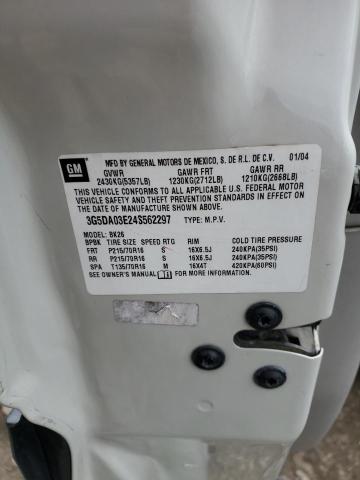 GM
MFD BY GENERAL MOTORS DE MEXICO, S. DE R.L. DE C.V. 01/04
GVWR GAWR FRT GAWR RR
2430KG(5357LB) 1230KG(2712LB) 1210KG(2668LB)
THIS VEHICLE CONFORMS TO ALL APPLICABLE U.S. FEDERAL MOTOR
VEHICLE SAFETY AND THEFT PREVENTION STANDARDS IN EFFECT ON
THE DATE OF MANUFACTURE SHOWN ABOVE.
3G5DA03E24S562297 TYPE: M.P.V.
MODEL: BK26
BPBK TIRE SIZE SPEED RTG RIM COLD TIRE PRESSURE
FRT P215/70R16 S 16X6.5J 240KPA(35PSI)
RR P215/70R16 S 16X6.5J 240KPA(35PSI)
SPA T135/70R16 M 16X4T 420KPA(60PSI)
SEE OWNER'S MANUAL FOR ADDITIONAL INFORMATION.